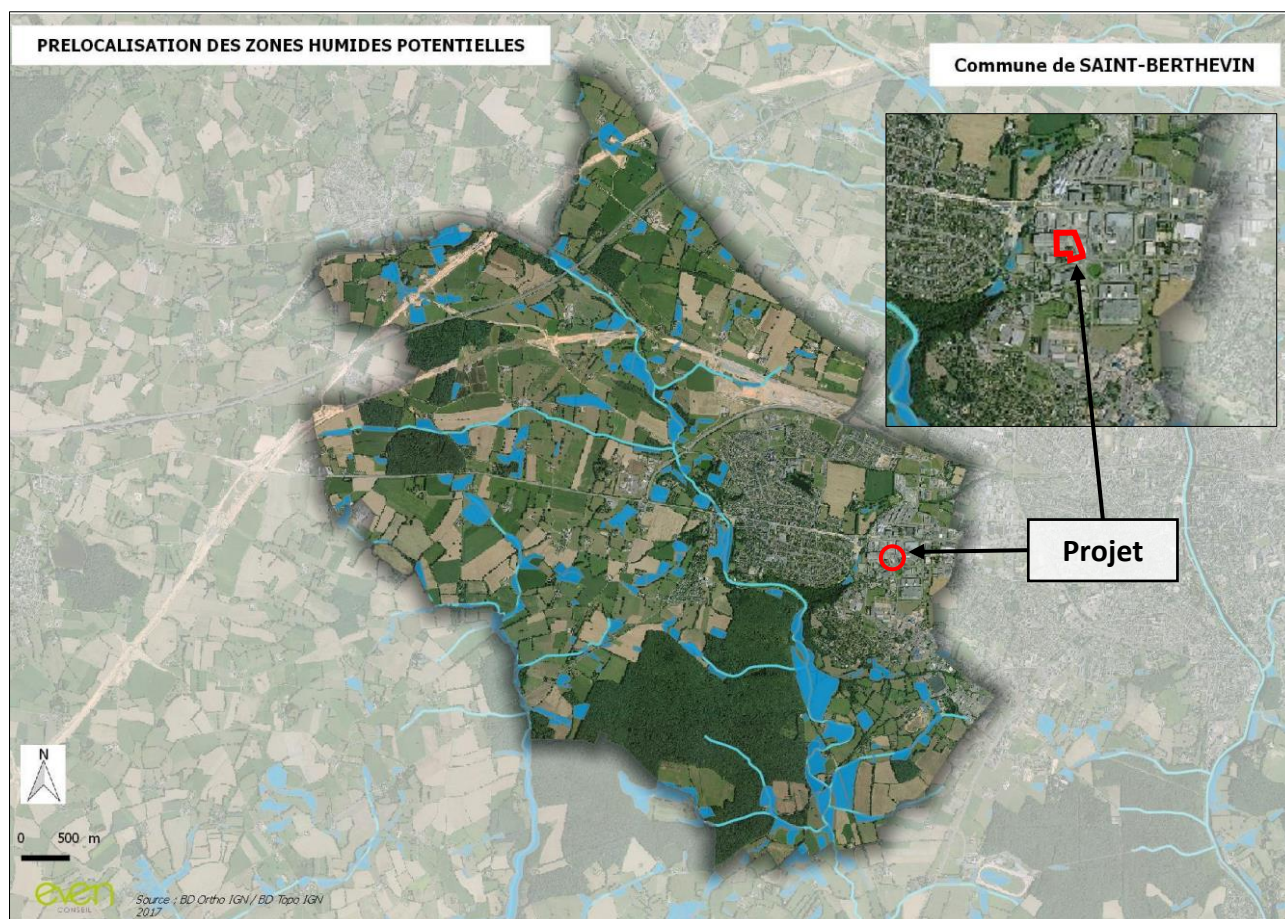 PRELOCALISATION DES ZONES HUMIDES POTENTIELLES
Commune de SAINT-BERTHEVIN
Projet
N
0 500 m
even
CONSEIL
Source : BD Ortho IGN / BD Topo IGN
2017